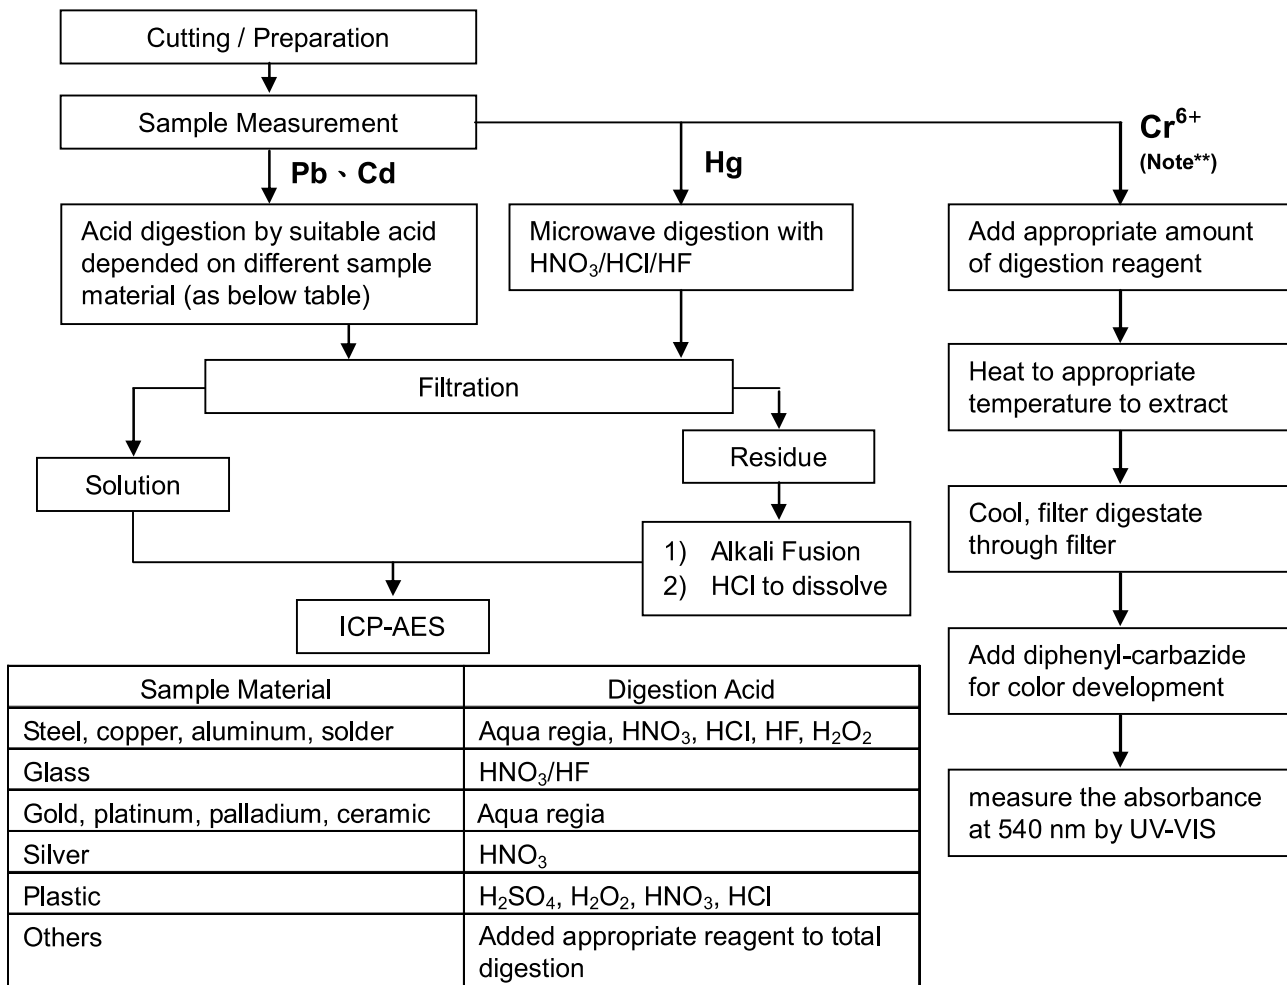 Cutting / Preparation
Sample Measurement
Pb、Cd
Hg
Cr⁶⁺
(Note**)
Acid digestion by suitable acid
depended on different sample
material (as below table)
Microwave digestion with
HNO₃/HCl/HF
Add appropriate amount
of digestion reagent
Filtration
Heat to appropriate
temperature to extract
Solution
Residue
Cool, filter digestate
through filter
1) Alkali Fusion
2) HCl to dissolve
ICP-AES
Add diphenyl-carbazide
for color development
measure the absorbance
at 540 nm by UV-VIS
Sample Material Digestion Acid
Steel, copper, aluminum, solder Aqua regia, HNO₃, HCl, HF, H₂O₂
Glass HNO₃/HF
Gold, platinum, palladium, ceramic Aqua regia
Silver HNO₃
Plastic H₂SO₄, H₂O₂, HNO₃, HCl
Others Added appropriate reagent to total
digestion